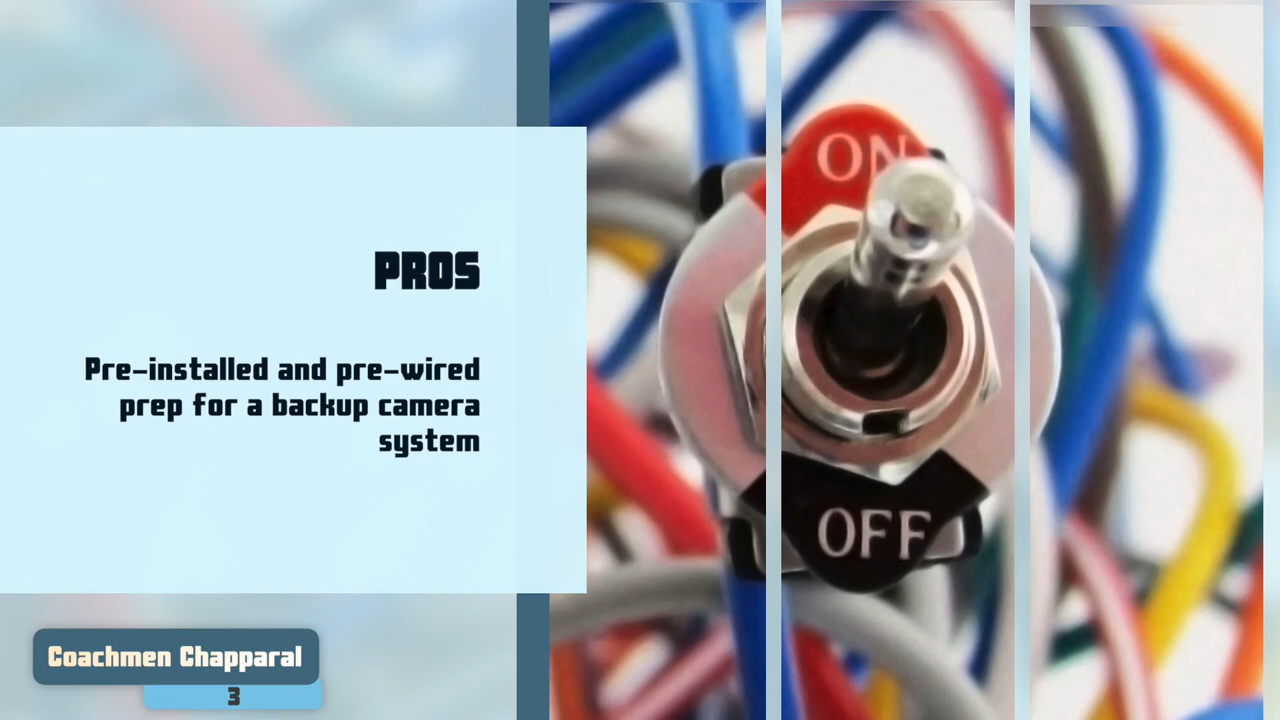 PROS
Pre-installed and pre-wired
prep for a backup camera
system
ON
OFF
Coachmen Chapparal
3